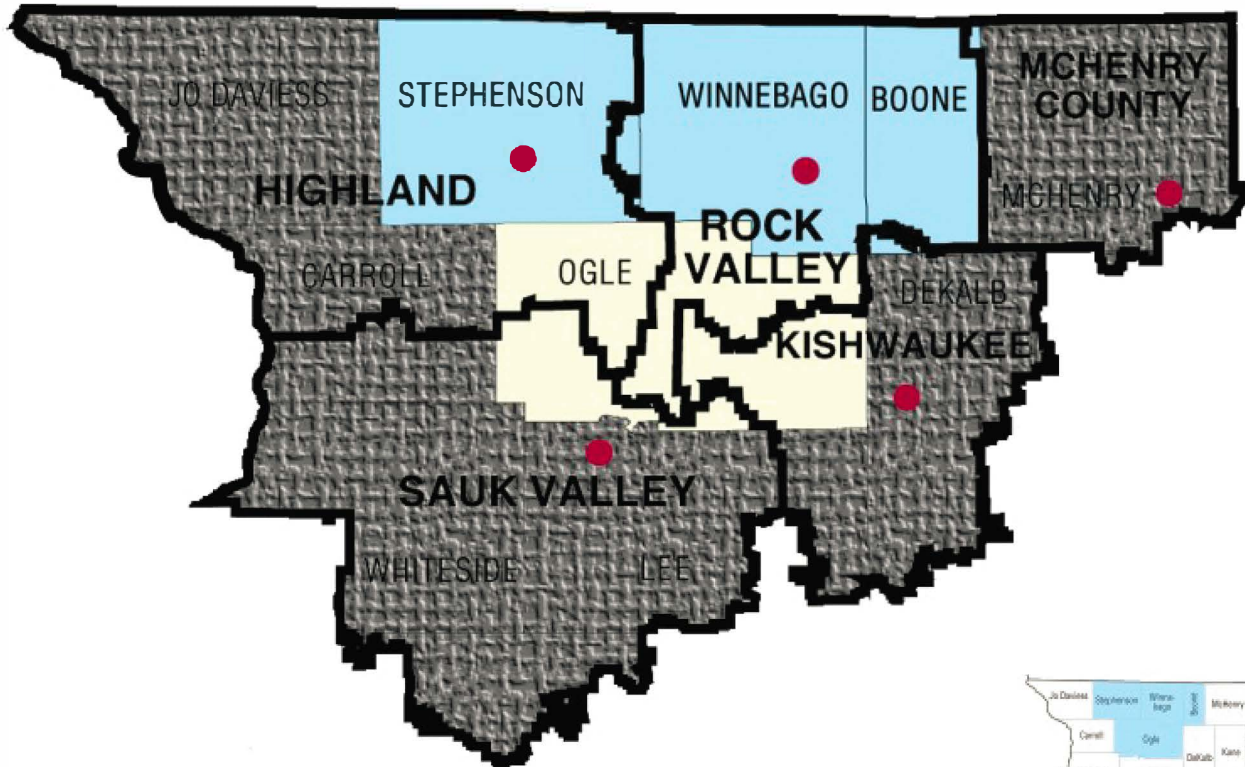 JO DAVIESS
STEPHENSON
WINNEBAGO
BOONE
MCHENRY
COUNTY
HIGHLAND
MCHENRY
ROCK
VALLEY
CARROLL
OGLE
DEKALB
KISHWAUKEE
SAUK VALLEY
WHITESIDE
LEE
Jo Daviess
Stephenson
Winne-
bago
Boone
McHenry
Carroll
Ogle
DeKalb
Kane